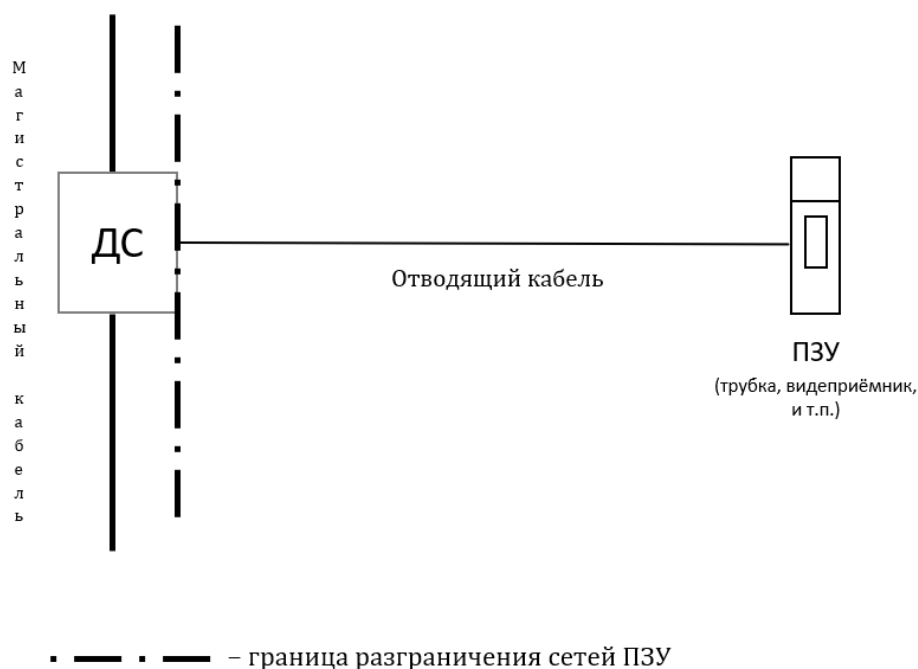 Магистральный кабель
ДС
Отводящий кабель
ПЗУ
(трубка, видеприёмник,
и т.п.)
– граница разграничения сетей ПЗУ